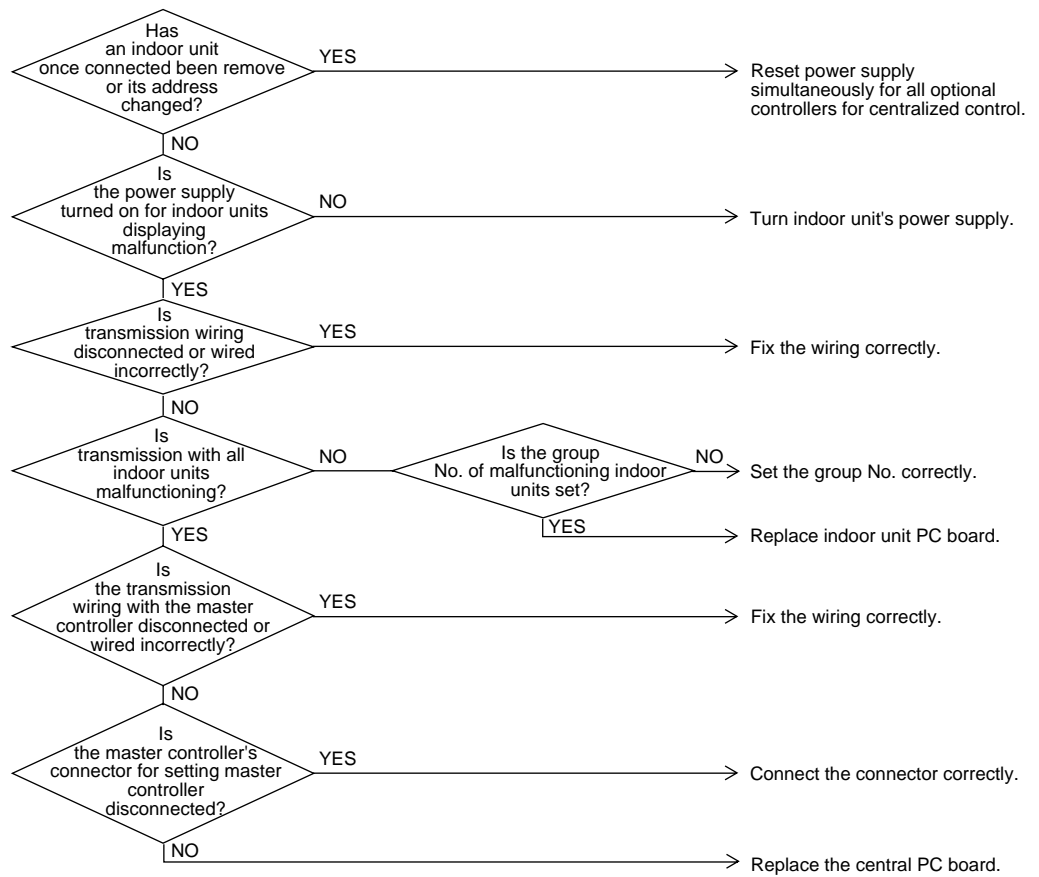 Has
an indoor unit
once connected been remove
or its address
changed?
YES
Reset power supply
simultaneously for all optional
controllers for centralized control.
NO
Is
the power supply
turned on for indoor units
displaying
malfunction?
NO
Turn indoor unit's power supply.
YES
Is
transmission wiring
disconnected or wired
incorrectly?
YES
Fix the wiring correctly.
NO
Is
transmission with all
indoor units
malfunctioning?
NO
Is the group
No. of malfunctioning indoor
units set?
NO
Set the group No. correctly.
YES
Replace indoor unit PC board.
YES
Is
the transmission
wiring with the master
controller disconnected or
wired incorrectly?
YES
Fix the wiring correctly.
NO
Is
the master controller's
connector for setting master
controller
disconnected?
YES
Connect the connector correctly.
NO
Replace the central PC board.